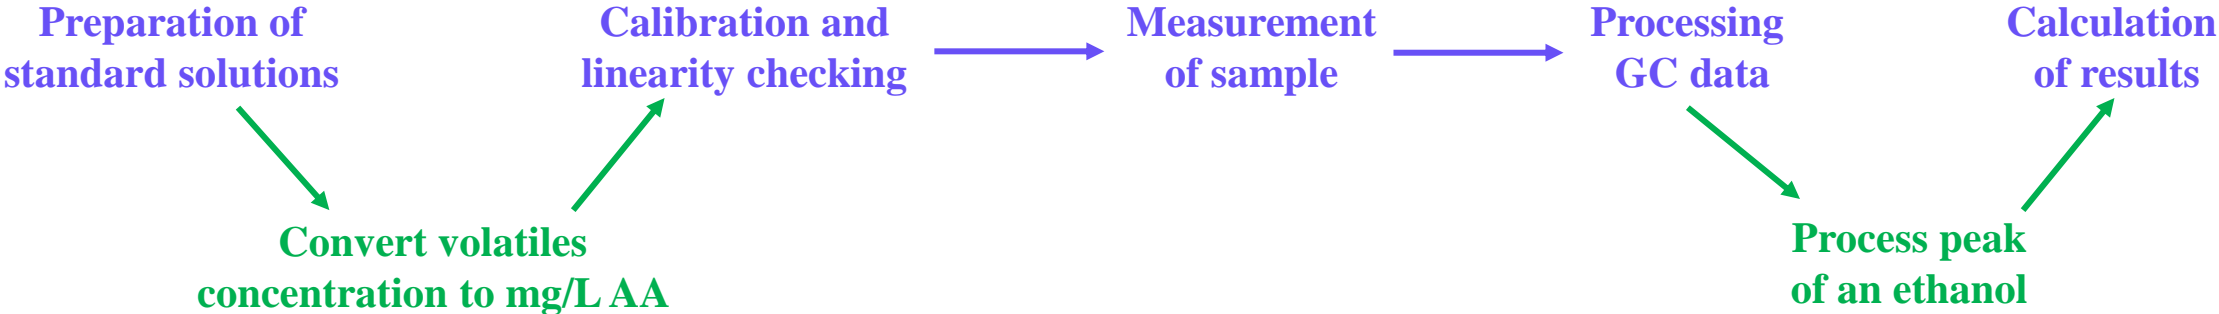 Preparation of
standard solutions
Calibration and
linearity checking
Measurement
of sample
Processing
GC data
Calculation
of results
Convert volatiles
concentration to mg/L AA
Process peak
of an ethanol